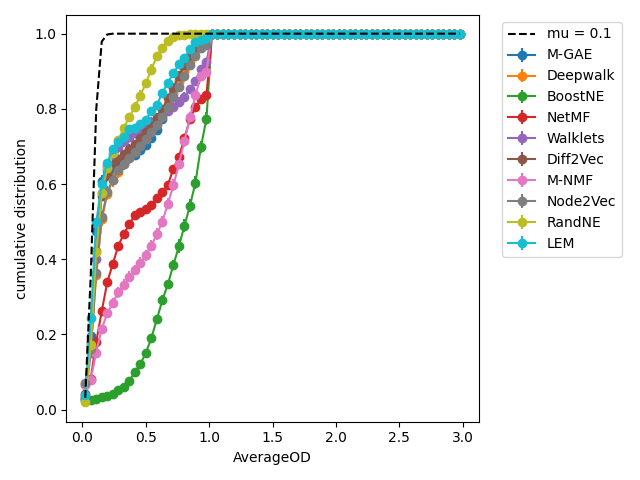 cumulative distribution
1.0
0.8
0.6
0.4
0.2
0.0
0.0
0.5
1.0
1.5
2.0
2.5
3.0
AverageOD
mu = 0.1
M-GAE
Deepwalk
BoostNE
NetMF
Walklets
Diff2Vec
M-NMF
Node2Vec
RandNE
LEM